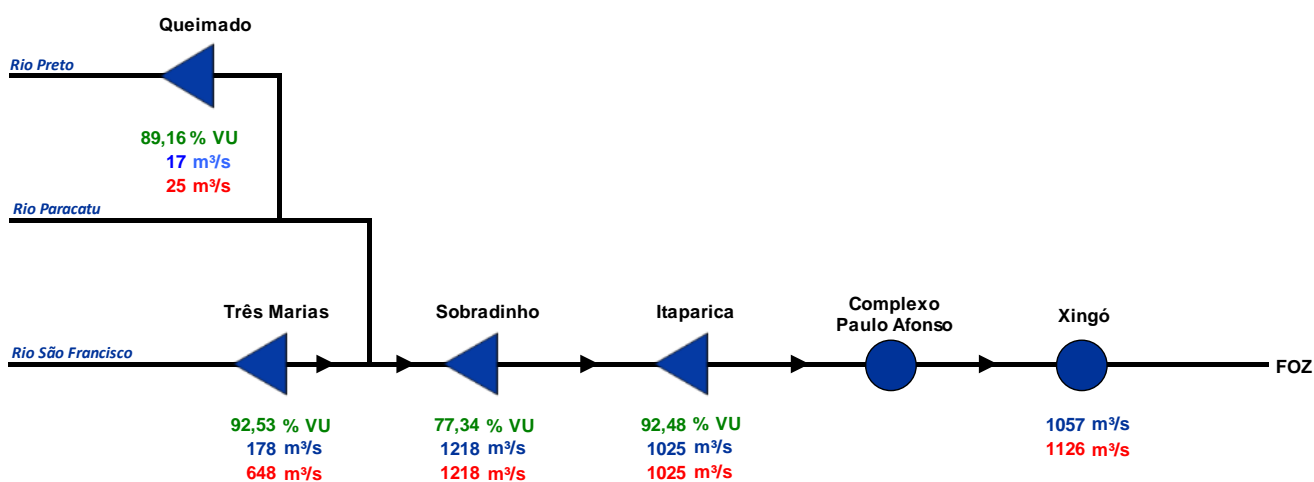 Queimado
Rio Preto
89,16 % VU
17 m³/s
25 m³/s
Rio Paracatu
Três Marias
Sobradinho
Itaparica
Complexo
Paulo Afonso
Xingó
Rio São Francisco
FOZ
92,53 % VU
178 m³/s
648 m³/s
77,34 % VU
1218 m³/s
1218 m³/s
92,48 % VU
1025 m³/s
1025 m³/s
1057 m³/s
1126 m³/s